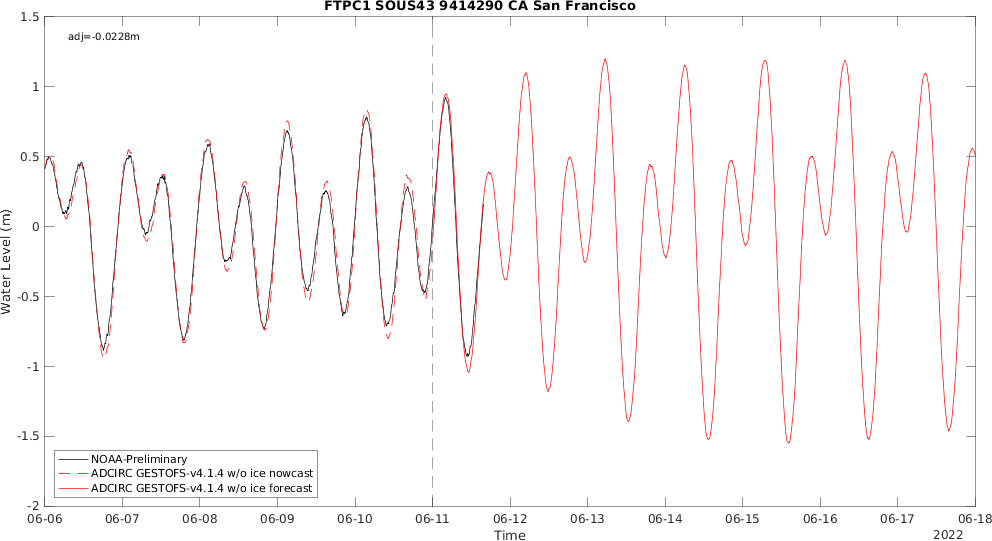 FTPC1 SOUS43 9414290 CA San Francisco
adj=-0.0228m
1.5
1
0.5
0
-0.5
-1
-1.5
-2
Water Level (m)
NOAA-Preliminary
ADCIRC GESTOFS-v4.1.4 w/o ice nowcast
ADCIRC GESTOFS-v4.1.4 w/o ice forecast
06-06 06-07 06-08 06-09 06-10 06-11 06-12 06-13 06-14 06-15 06-16 06-17 06-18
Time
2022